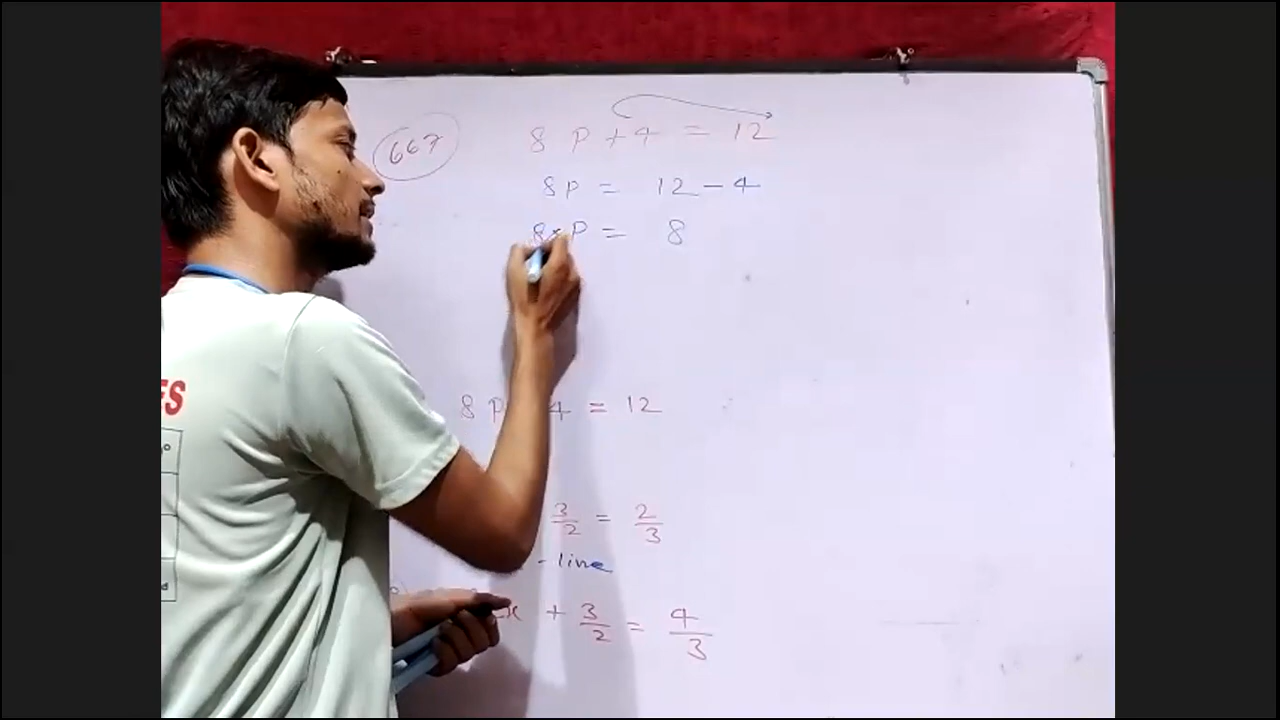 667
8 P + 4 = 12
8P = 12 - 4
8 × P = 8
8 P 4 = 12
3/2 = 2/3
- line
x + 3/2 = 4/3